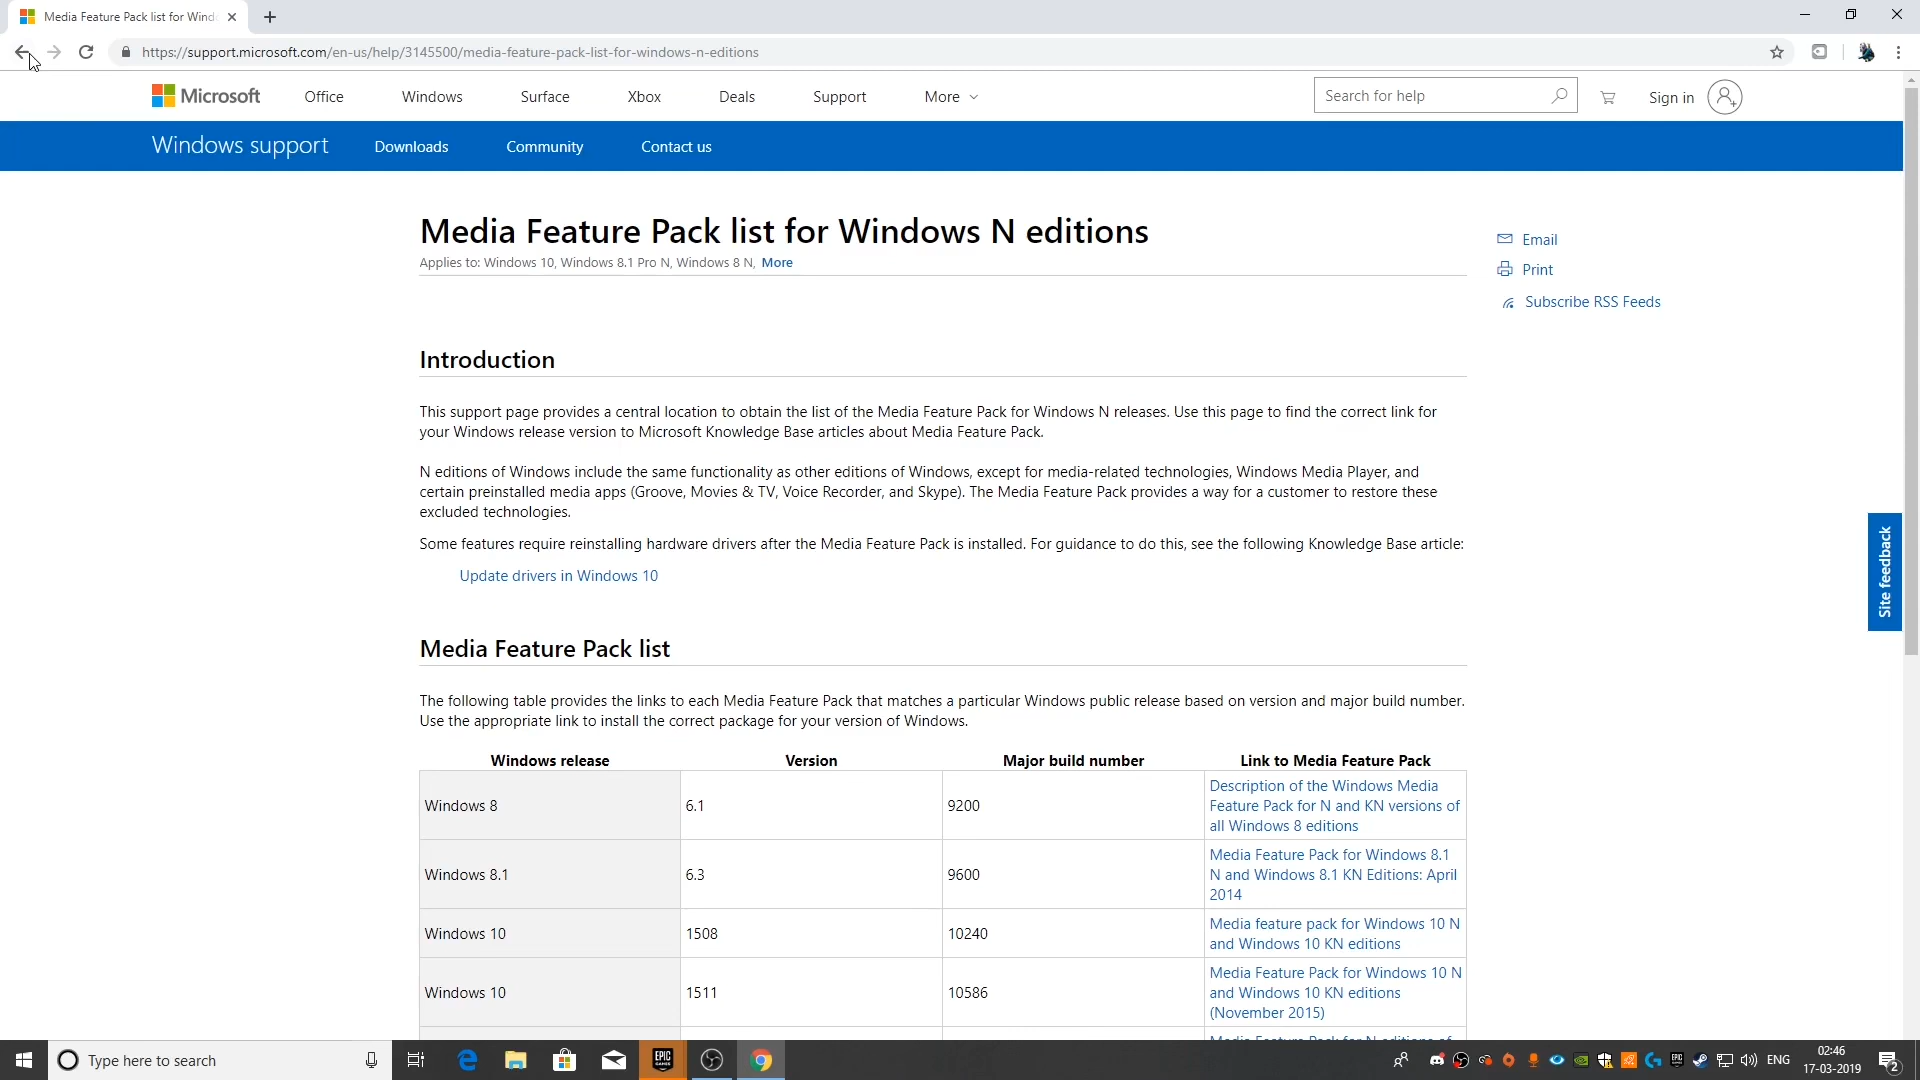 Media Feature Pack list for Wind
https://support.microsoft.com/en-us/help/3145500/media-feature-pack-list-for-windows-n-editions
Microsoft
Office
Windows
Surface
Xbox
Deals
Support
More
Search for help
Sign in
Windows support
Downloads
Community
Contact us
Media Feature Pack list for Windows N editions
Applies to: Windows 10, Windows 8.1 Pro N, Windows 8 N, More
Email
Print
Subscribe RSS Feeds
Introduction
This support page provides a central location to obtain the list of the Media Feature Pack for Windows N releases. Use this page to find the correct link for
your Windows release version to Microsoft Knowledge Base articles about Media Feature Pack.
N editions of Windows include the same functionality as other editions of Windows, except for media-related technologies, Windows Media Player, and
certain preinstalled media apps (Groove, Movies & TV, Voice Recorder, and Skype). The Media Feature Pack provides a way for a customer to restore these
excluded technologies.
Some features require reinstalling hardware drivers after the Media Feature Pack is installed. For guidance to do this, see the following Knowledge Base article:
Update drivers in Windows 10
Site feedback
Media Feature Pack list
The following table provides the links to each Media Feature Pack that matches a particular Windows public release based on version and major build number.
Use the appropriate link to install the correct package for your version of Windows.
Windows release
Version
Major build number
Link to Media Feature Pack
Windows 8
6.1
9200
Description of the Windows Media
Feature Pack for N and KN versions of
all Windows 8 editions
Windows 8.1
6.3
9600
Media Feature Pack for Windows 8.1
N and Windows 8.1 KN Editions: April
2014
Windows 10
1508
10240
Media feature pack for Windows 10 N
and Windows 10 KN editions
Windows 10
1511
10586
Media Feature Pack for Windows 10 N
and Windows 10 KN editions
(November 2015)
Media Feature Pack for N editions of
Type here to search
EPIC
GAMES
ENG
02:46
17-03-2019
2